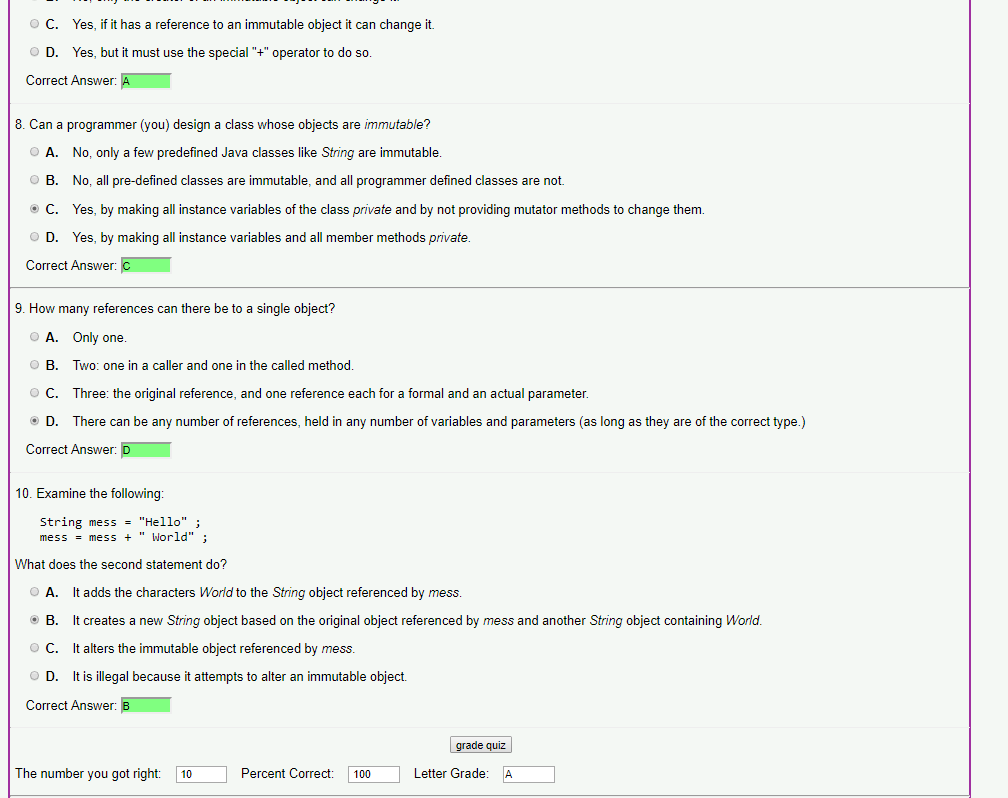 C. Yes, if it has a reference to an immutable object it can change it.
D. Yes, but it must use the special "+" operator to do so.
Correct Answer: A
8. Can a programmer (you) design a class whose objects are immutable?
A. No, only a few predefined Java classes like String are immutable.
B. No, all pre-defined classes are immutable, and all programmer defined classes are not.
C. Yes, by making all instance variables of the class private and by not providing mutator methods to change them.
D. Yes, by making all instance variables and all member methods private.
Correct Answer: C
9. How many references can there be to a single object?
A. Only one.
B. Two: one in a caller and one in the called method.
C. Three: the original reference, and one reference each for a formal and an actual parameter.
D. There can be any number of references, held in any number of variables and parameters (as long as they are of the correct type.)
Correct Answer: D
10. Examine the following:
String mess = "Hello" ;
mess = mess + " World" ;
What does the second statement do?
A. It adds the characters World to the String object referenced by mess.
B. It creates a new String object based on the original object referenced by mess and another String object containing World.
C. It alters the immutable object referenced by mess.
D. It is illegal because it attempts to alter an immutable object.
Correct Answer: B
grade quiz
The number you got right: 10 Percent Correct: 100 Letter Grade: A